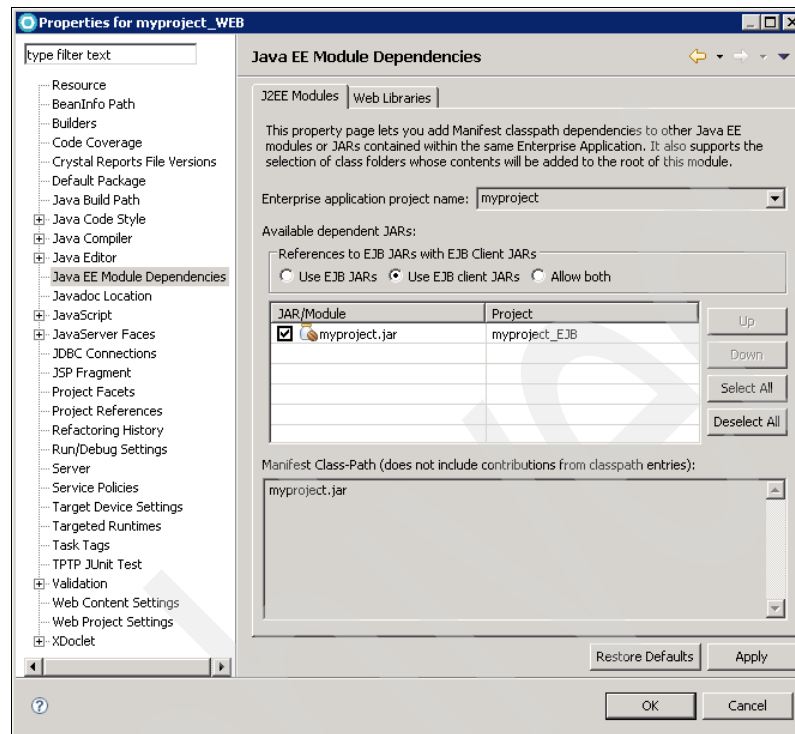 Properties for myproject_WEB
type filter text
Resource
BeanInfo Path
Builders
Code Coverage
Crystal Reports File Versions
Default Package
Java Build Path
Java Code Style
Java Compiler
Java Editor
Java EE Module Dependencies
Javadoc Location
JavaScript
JavaServer Faces
JDBC Connections
JSP Fragment
Project Facets
Project References
Refactoring History
Run/Debug Settings
Server
Service Policies
Target Device Settings
Targeted Runtimes
Task Tags
TPTP JUnit Test
Validation
Web Content Settings
Web Project Settings
XDoclet
Java EE Module Dependencies
J2EE Modules Web Libraries
This property page lets you add Manifest classpath dependencies to other Java EE
modules or JARs contained within the same Enterprise Application. It also supports the
selection of class folders whose contents will be added to the root of this module.
Enterprise application project name: myproject
Available dependent JARs:
References to EJB JARs with EJB Client JARs
Use EJB JARs Use EJB client JARs Allow both
JAR/Module Project
myproject.jar myproject_EJB
Up
Down
Select All
Deselect All
Manifest Class-Path (does not include contributions from classpath entries):
myproject.jar
Restore Defaults Apply
OK Cancel